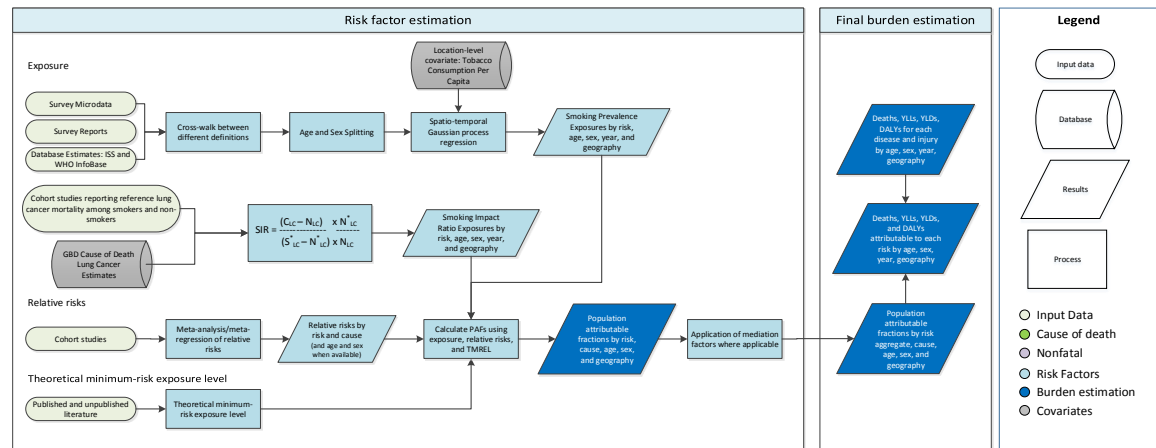 Risk factor estimation
Final burden estimation
Legend
Exposure
Location-level
covariate: Tobacco
Consumption Per
Capita
Survey Microdata
Survey Reports
Database Estimates: ISS and
WHO InfoBase
Cross-walk between
different definitions
Age and Sex Splitting
Spatio-temporal
Gaussian process
regression
Smoking Prevalence
Exposures by risk,
age, sex, year, and
geography
Cohort studies reporting reference lung
cancer mortality among smokers and non-
smokers
GBD Cause of Death
Lung Cancer
Estimates
SIR = (CLC – NLC) x N*LC
--------------- -------
(S*LC – N*LC) x NLC
Smoking Impact
Ratio Exposures by
risk, age, sex, year,
and geography
Relative risks
Cohort studies
Meta-analysis/meta-
regression of relative
risks
Relative risks by
risk and cause
(and age and sex
when available)
Calculate PAFs using
exposure, relative risks,
and TMREL
Population
attributable
fractions by risk,
cause, age, sex,
and geography
Application of mediation
factors where applicable
Theoretical minimum-risk exposure level
Published and unpublished
literature
Theoretical minimum-
risk exposure level
Deaths, YLLs, YLDs,
DALYs for each
disease and injury
by age, sex, year,
geography
Deaths, YLLs, YLDs,
and DALYs
attributable to each
risk by age, sex,
year, geography
Population
attributable
fractions by risk
aggregate, cause,
age, sex, and
geography
Input data
Database
Results
Process
Input Data
Cause of death
Nonfatal
Risk Factors
Burden estimation
Covariates